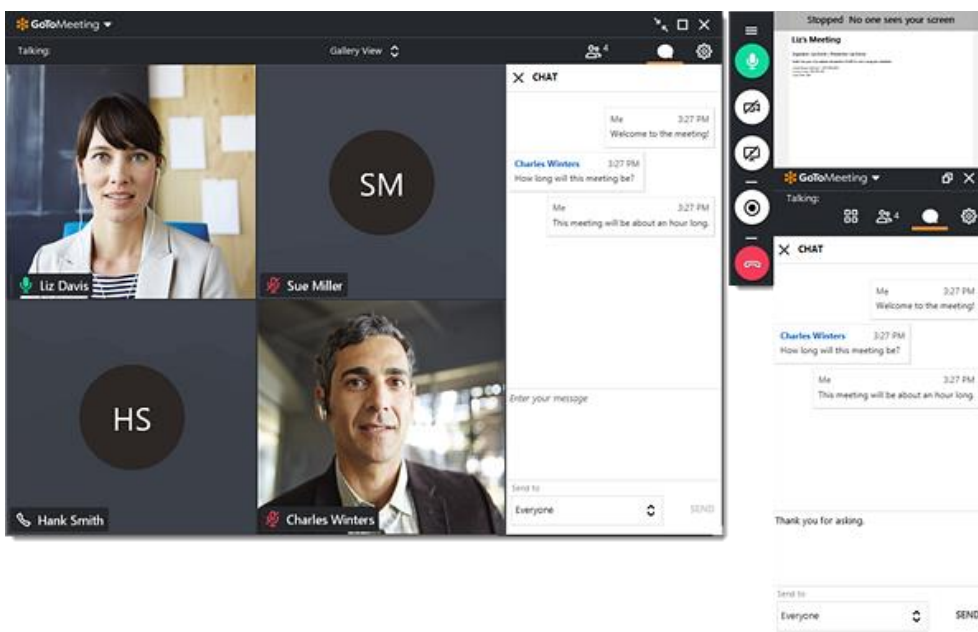 GoToMeeting
Talking:
Gallery View
4
CHAT
Me 3:27 PM
Welcome to the meeting!
Charles Winters 3:27 PM
How long will this meeting be?
Me 3:27 PM
This meeting will be about an hour long.
Liz Davis
SM
Sue Miller
HS
Hank Smith
Charles Winters
Enter your message
Send to
Everyone
SEND
Stopped No one sees your screen
Liz's Meeting
GoToMeeting
Talking:
4
CHAT
Me 3:27 PM
Welcome to the meeting!
Charles Winters 3:27 PM
How long will this meeting be?
Me 3:27 PM
This meeting will be about an hour long.
Thank you for asking.
Send to
Everyone
SEND